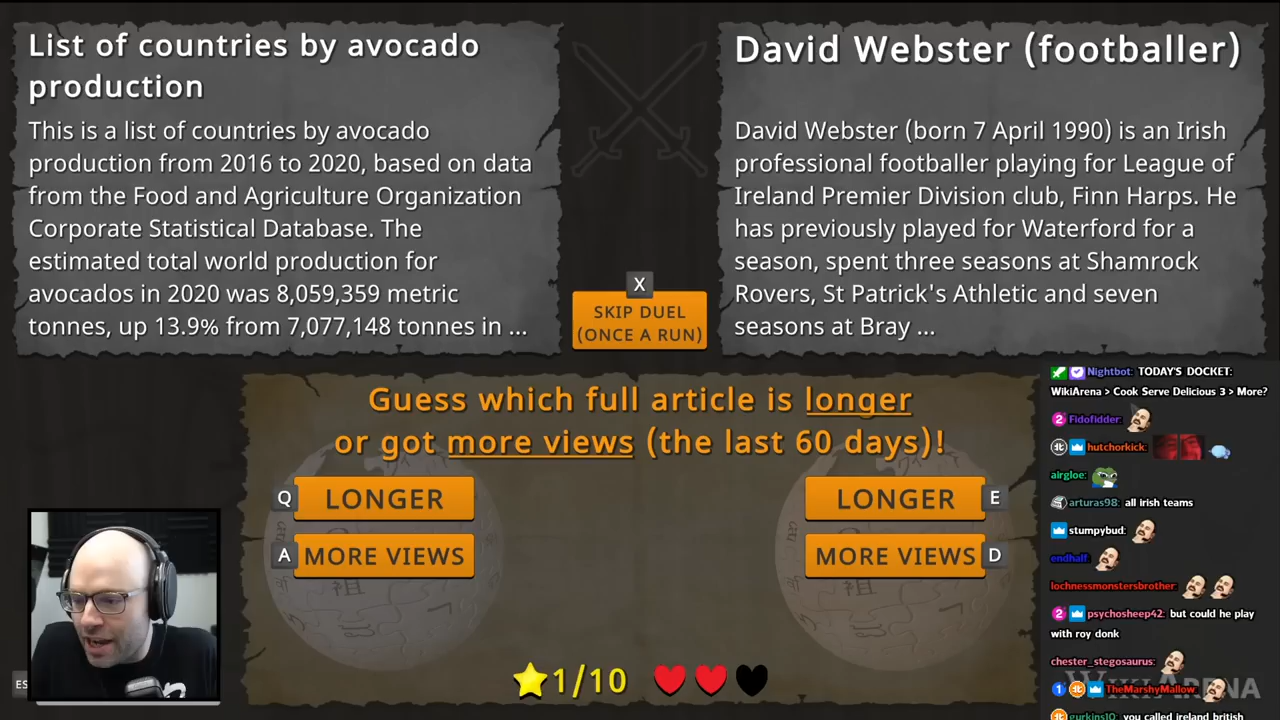 List of countries by avocado
production
This is a list of countries by avocado
production from 2016 to 2020, based on data
from the Food and Agriculture Organization
Corporate Statistical Database. The
estimated total world production for
avocados in 2020 was 8,059,359 metric
tonnes, up 13.9% from 7,077,148 tonnes in ...
X
SKIP DUEL
(ONCE A RUN)
David Webster (footballer)
David Webster (born 7 April 1990) is an Irish
professional footballer playing for League of
Ireland Premier Division club, Finn Harps. He
has previously played for Waterford for a
season, spent three seasons at Shamrock
Rovers, St Patrick's Athletic and seven
seasons at Bray ...
Guess which full article is longer
or got more views (the last 60 days)!
Q LONGER
A MORE VIEWS
LONGER E
MORE VIEWS D
1/10
ES
Nightbot: TODAY'S DOCKET:
WikiArena > Cook Serve Delicious 3 > More?
Fidofidder:
hutchorkick:
airgloe:
arturas98: all irish teams
stumpybud:
endhalf:
lochnessmonstersbrother:
psychosheep42: but could he play
with roy donk
chester_stegosaurus:
TheMarshyMallow:
gurkins10: you called ireland british
WIKIARENA